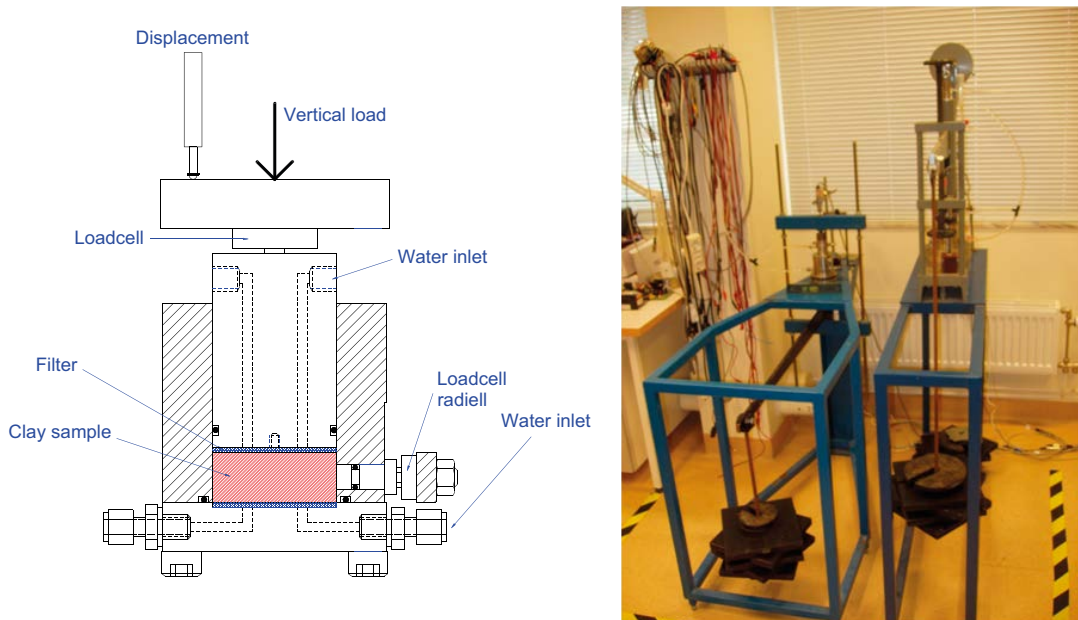 Displacement
Vertical load
Loadcell
Water inlet
Filter
Loadcell
radiell
Clay sample
Water inlet